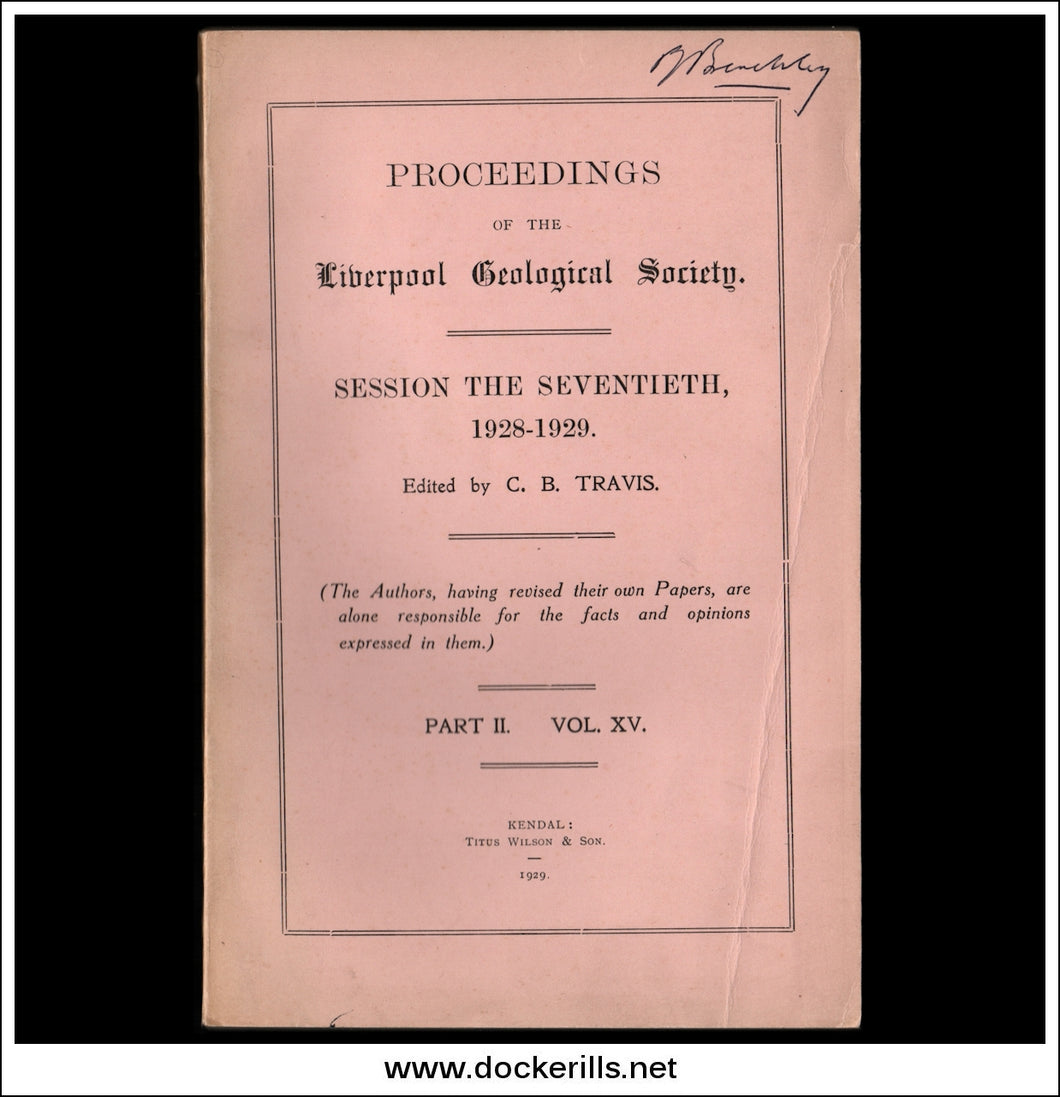 PROCEEDINGS
OF THE
Liverpool Geological Society.
SESSION THE SEVENTIETH,
1928-1929.
Edited by C. B. TRAVIS.
(The Authors, having revised their own Papers, are
alone responsible for the facts and opinions
expressed in them.)
PART II. VOL. XV.
KENDAL:
TITUS WILSON & SON.
1929.
www.dockerills.net